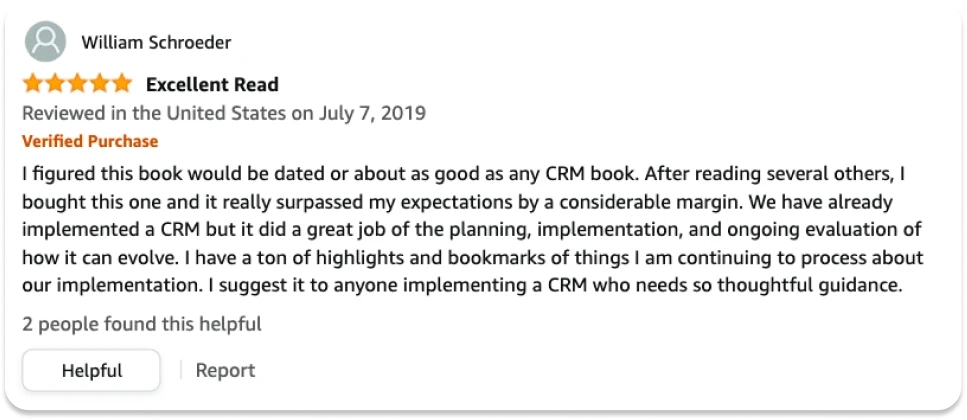 William Schroeder
Excellent Read
Reviewed in the United States on July 7, 2019
Verified Purchase
I figured this book would be dated or about as good as any CRM book. After reading several others, I
bought this one and it really surpassed my expectations by a considerable margin. We have already
implemented a CRM but it did a great job of the planning, implementation, and ongoing evaluation of
how it can evolve. I have a ton of highlights and bookmarks of things I am continuing to process about
our implementation. I suggest it to anyone implementing a CRM who needs so thoughtful guidance.
2 people found this helpful
Helpful | Report